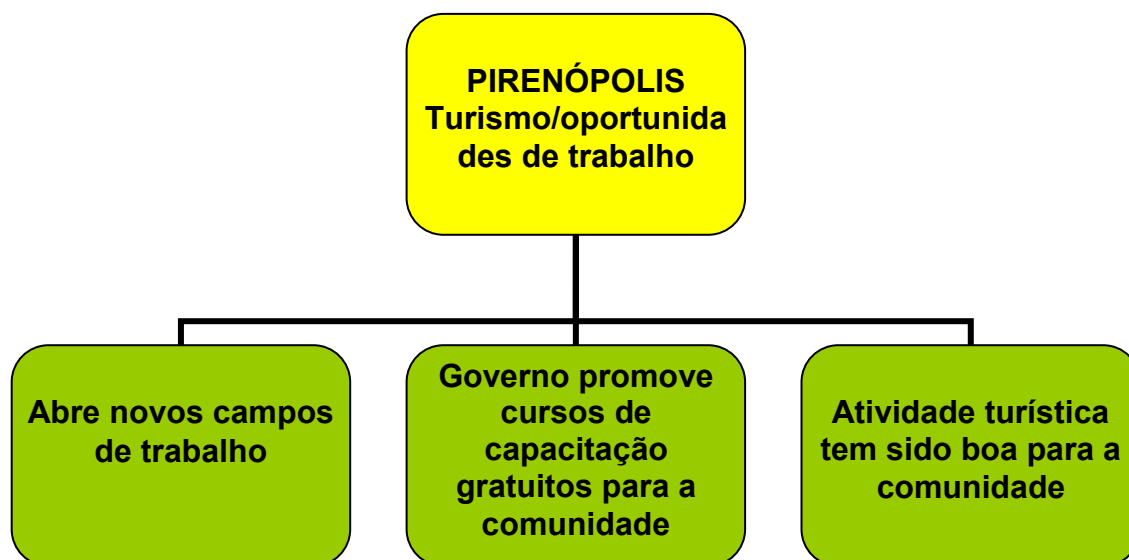 PIRENÓPOLIS
Turismo/oportunida
des de trabalho
Abre novos campos
de trabalho
Governo promove
cursos de
capacitação
gratuitos para a
comunidade
Atividade turística
tem sido boa para a
comunidade